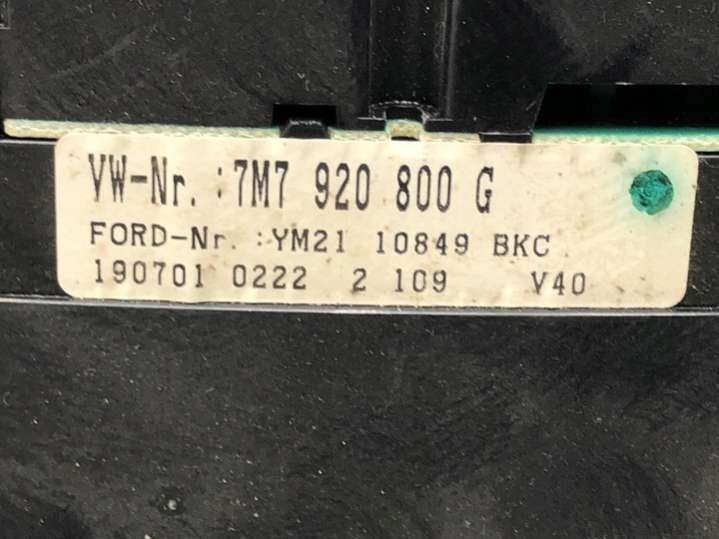 VW-Nr. :7M7 920 800 G
FORD-Nr. :YM21 10849 BKC
190701 0222 2 109 V40